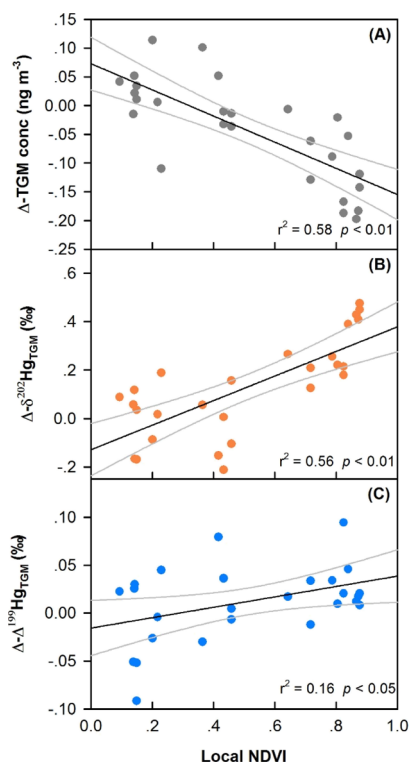 (A)
Δ-TGM conc (ng m⁻³)
.15
.10
.05
0.00
-.05
-.10
-.15
-.20
-.25
r² = 0.58 p < 0.01
(B)
Δ-δ²⁰²Hg_TGM (‰)
.6
.4
.2
0.0
-.2
r² = 0.56 p < 0.01
(C)
Δ-Δ¹⁹⁹Hg_TGM (‰)
.10
.05
0.00
-.05
-.10
r² = 0.16 p < 0.05
0.0 .2 .4 .6 .8 1.0
Local NDVI